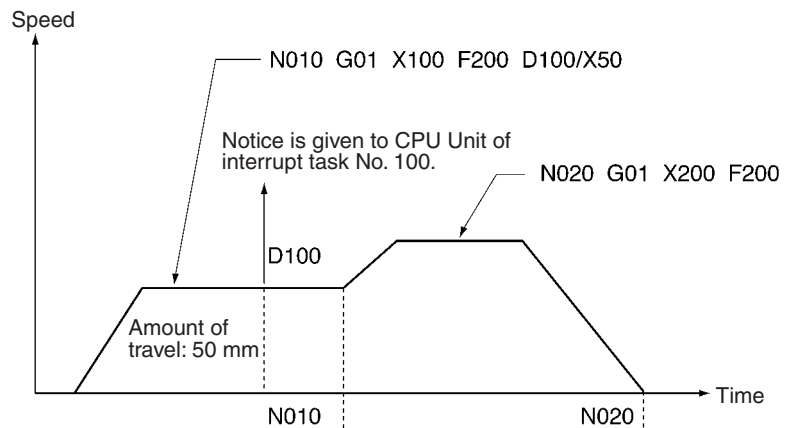 Speed
N010 G01 X100 F200 D100/X50
Notice is given to CPU Unit of
interrupt task No. 100.
N020 G01 X200 F200
D100
Amount of
travel: 50 mm
Time
N010
N020